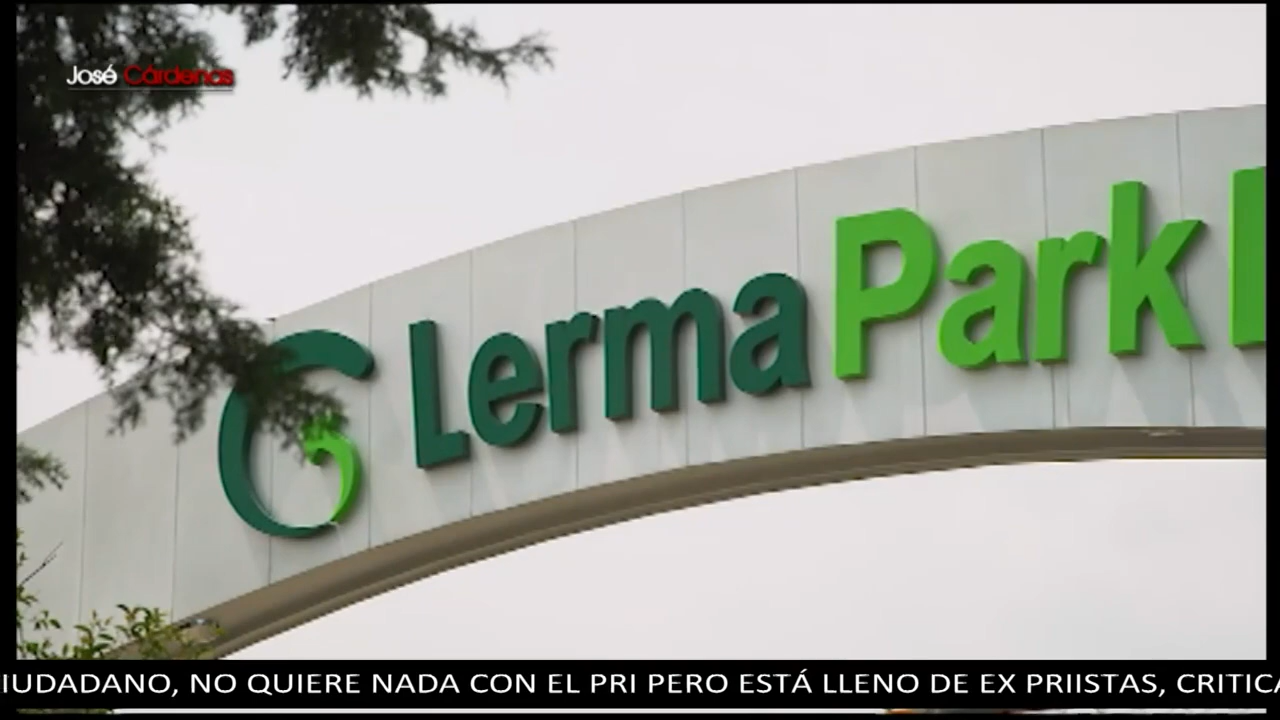 José Cárdenas
Lerma Park
IUDADANO, NO QUIERE NADA CON EL PRI PERO ESTÁ LLENO DE EX PRIISTAS, CRITICA